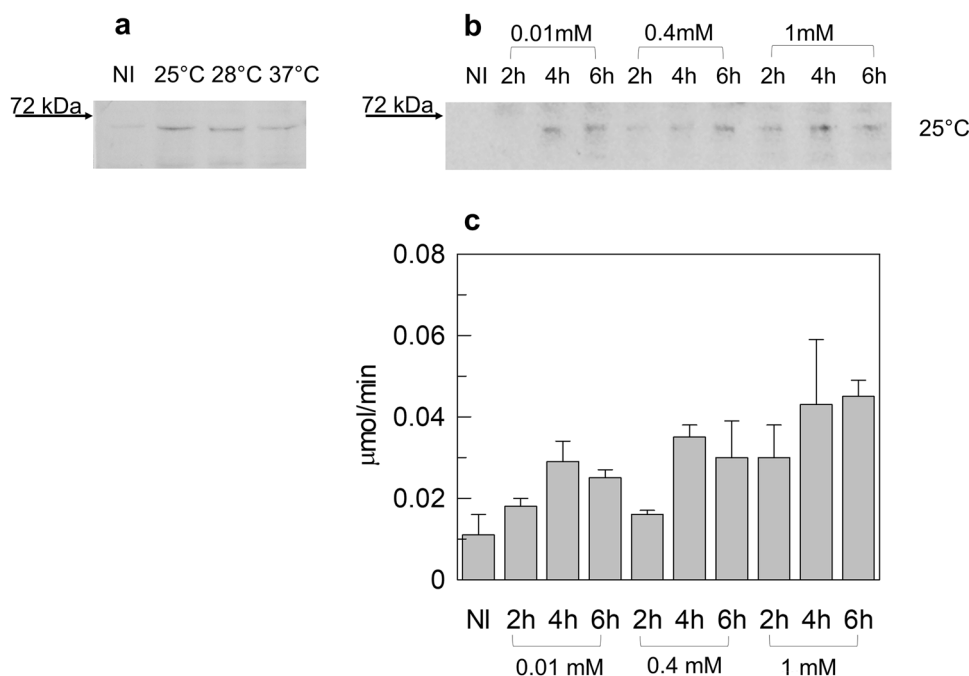 a
NI 25°C 28°C 37°C
72 kDa
b
0.01mM 0.4mM 1mM
NI 2h 4h 6h 2h 4h 6h 2h 4h 6h
72 kDa
25°C
c
0.08
0.06
0.04
0.02
0
μmol/min
NI 2h 4h 6h 2h 4h 6h 2h 4h 6h
0.01 mM 0.4 mM 1 mM